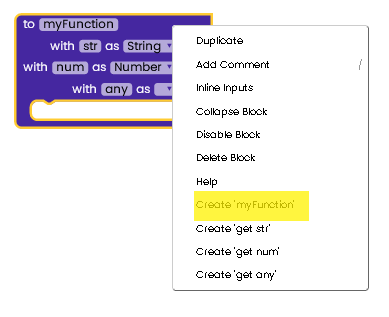 to myFunction
with str as String
with num as Number
with any as
Duplicate
Add Comment /
Inline Inputs
Collapse Block
Disable Block
Delete Block
Help
Create 'myFunction'
Create 'get str'
Create 'get num'
Create 'get any'